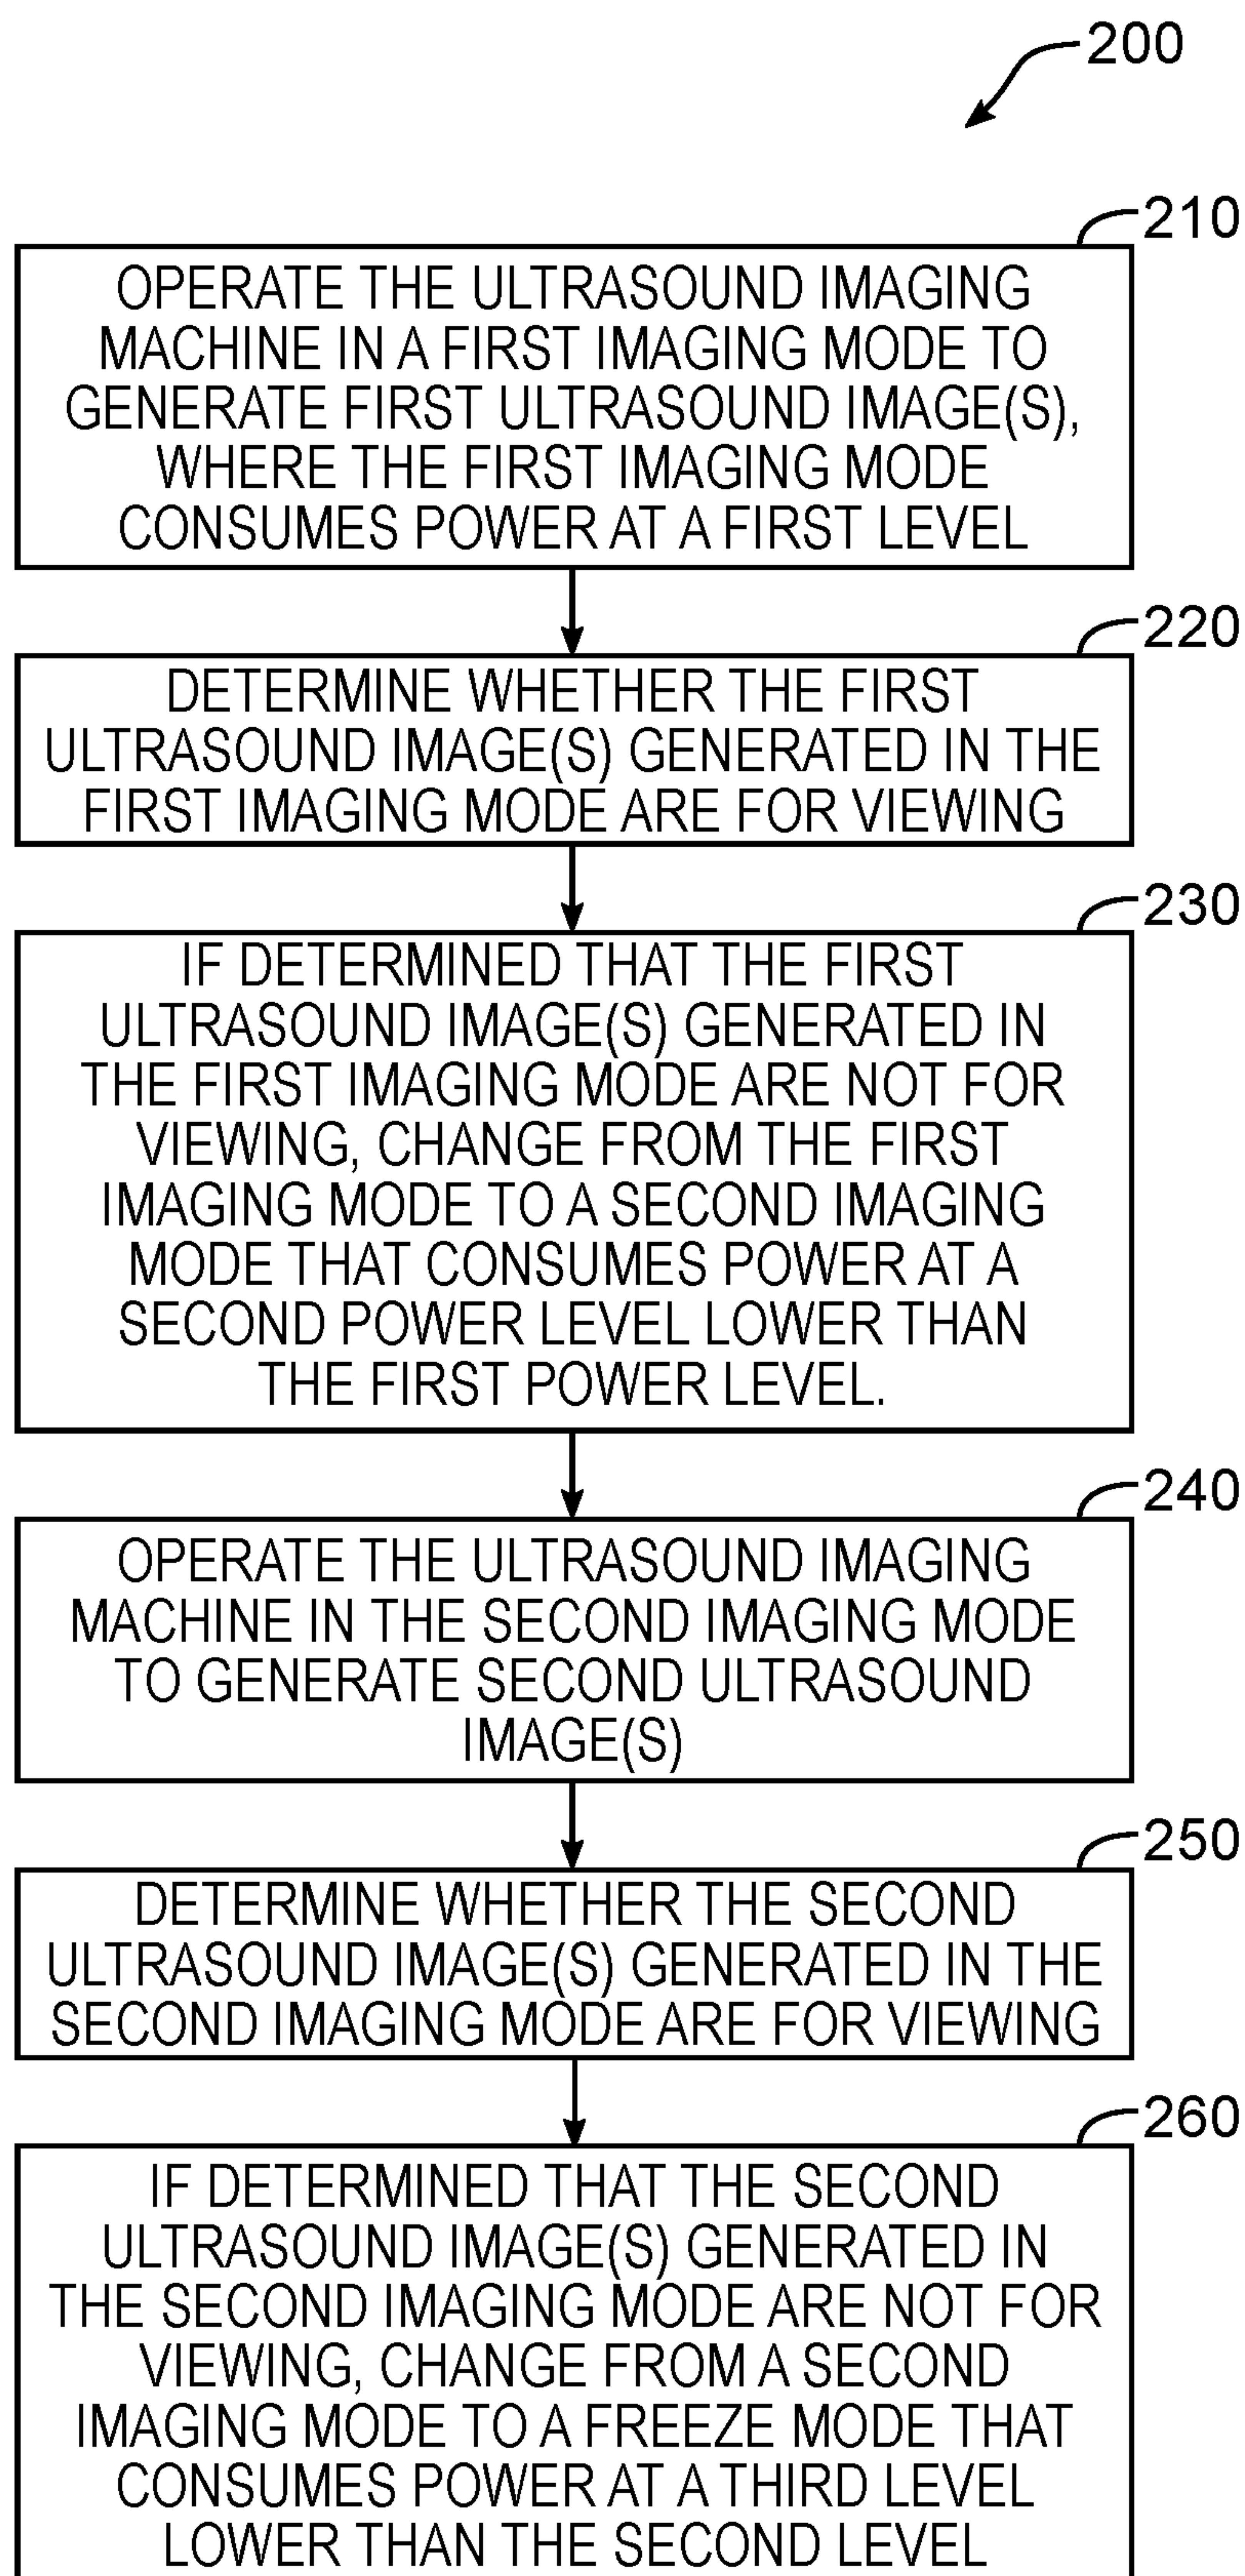 200
210
OPERATE THE ULTRASOUND IMAGING
MACHINE IN A FIRST IMAGING MODE TO
GENERATE FIRST ULTRASOUND IMAGE(S),
WHERE THE FIRST IMAGING MODE
CONSUMES POWER AT A FIRST LEVEL
220
DETERMINE WHETHER THE FIRST
ULTRASOUND IMAGE(S) GENERATED IN THE
FIRST IMAGING MODE ARE FOR VIEWING
230
IF DETERMINED THAT THE FIRST
ULTRASOUND IMAGE(S) GENERATED IN
THE FIRST IMAGING MODE ARE NOT FOR
VIEWING, CHANGE FROM THE FIRST
IMAGING MODE TO A SECOND IMAGING
MODE THAT CONSUMES POWER AT A
SECOND POWER LEVEL LOWER THAN
THE FIRST POWER LEVEL.
240
OPERATE THE ULTRASOUND IMAGING
MACHINE IN THE SECOND IMAGING MODE
TO GENERATE SECOND ULTRASOUND
IMAGE(S)
250
DETERMINE WHETHER THE SECOND
ULTRASOUND IMAGE(S) GENERATED IN THE
SECOND IMAGING MODE ARE FOR VIEWING
260
IF DETERMINED THAT THE SECOND
ULTRASOUND IMAGE(S) GENERATED IN
THE SECOND IMAGING MODE ARE NOT FOR
VIEWING, CHANGE FROM A SECOND
IMAGING MODE TO A FREEZE MODE THAT
CONSUMES POWER AT A THIRD LEVEL
LOWER THAN THE SECOND LEVEL